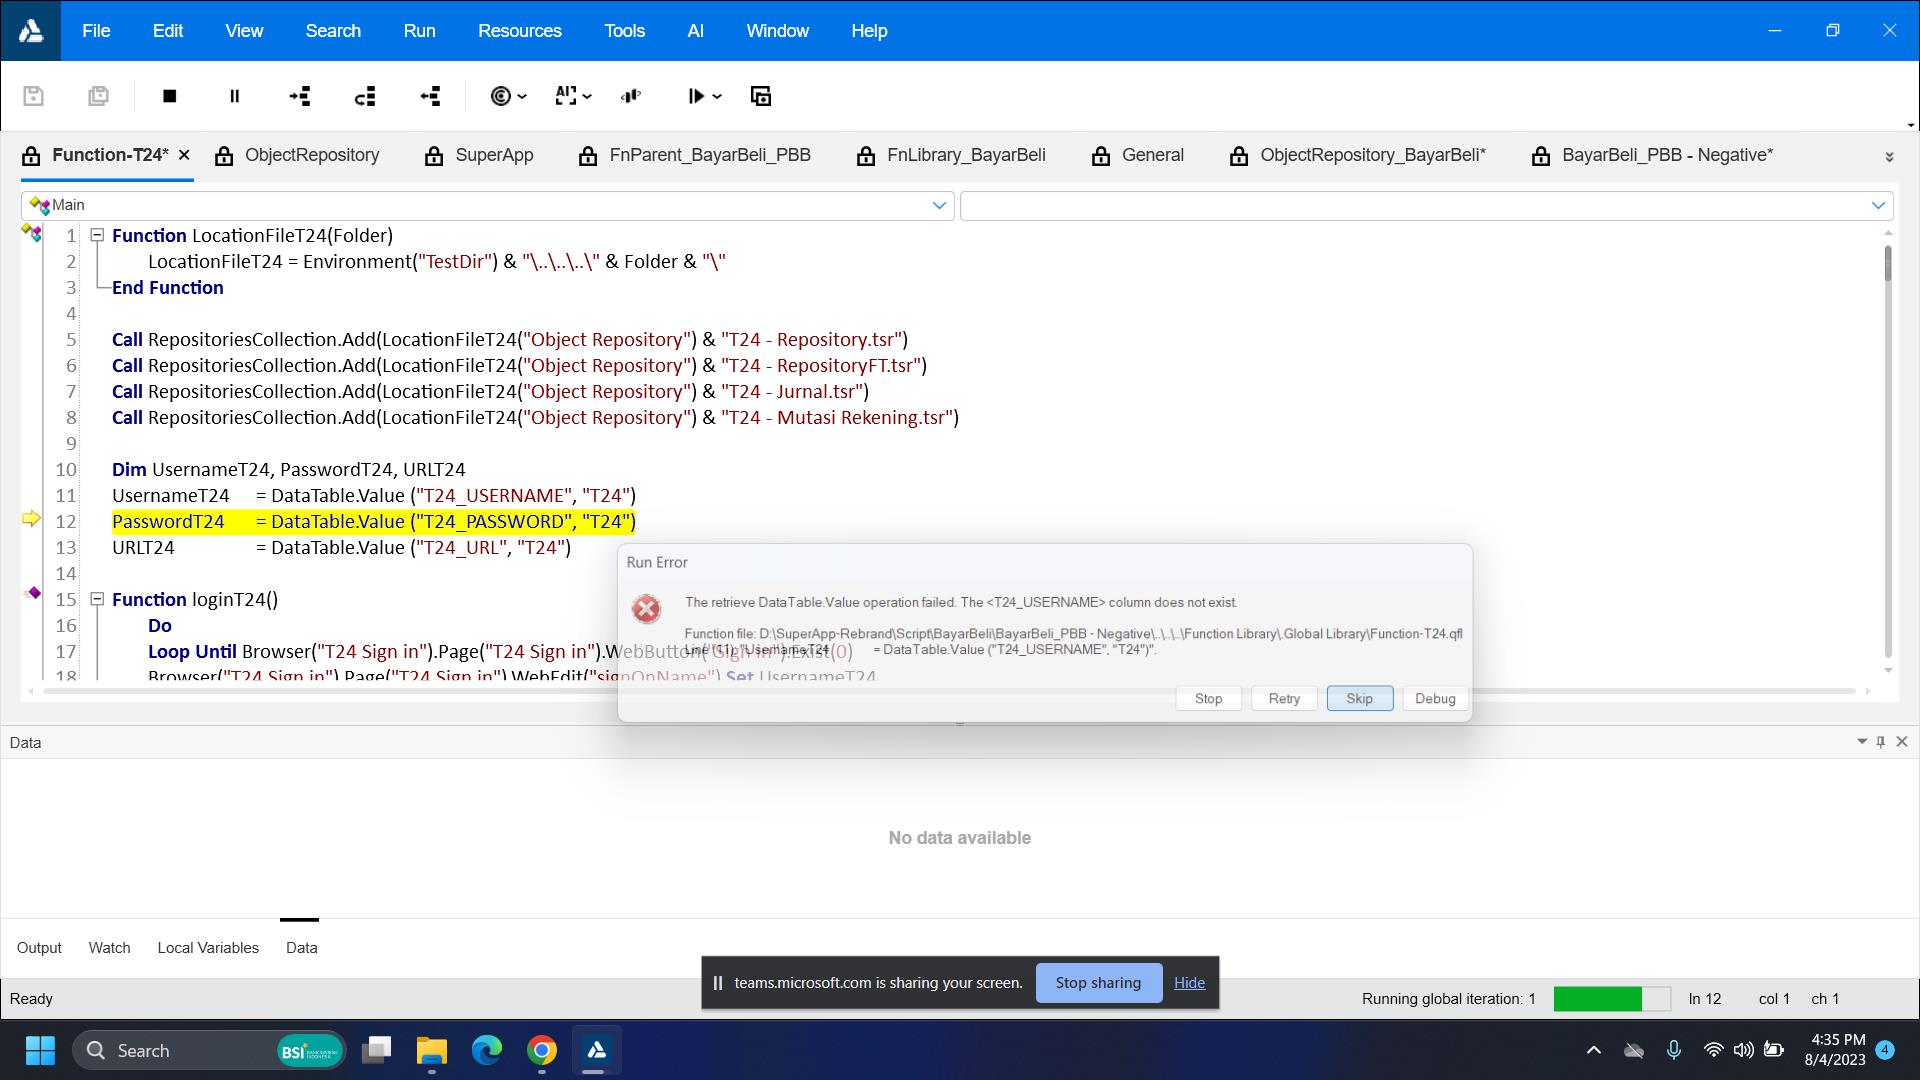 File Edit View Search Run Resources Tools AI Window Help
Function-T24* ObjectRepository SuperApp FnParent_BayarBeli_PBB FnLibrary_BayarBeli General ObjectRepository_BayarBeli* BayarBeli_PBB - Negative*
Main
1 Function LocationFileT24(Folder)
2 LocationFileT24 = Environment("TestDir") & "\..\..\..\" & Folder & "\"
3 End Function
4
5 Call RepositoriesCollection.Add(LocationFileT24("Object Repository") & "T24 - Repository.tsr")
6 Call RepositoriesCollection.Add(LocationFileT24("Object Repository") & "T24 - RepositoryFT.tsr")
7 Call RepositoriesCollection.Add(LocationFileT24("Object Repository") & "T24 - Jurnal.tsr")
8 Call RepositoriesCollection.Add(LocationFileT24("Object Repository") & "T24 - Mutasi Rekening.tsr")
9
10 Dim UsernameT24, PasswordT24, URLT24
11 UsernameT24 = DataTable.Value ("T24_USERNAME", "T24")
12 PasswordT24 = DataTable.Value ("T24_PASSWORD", "T24")
13 URLT24 = DataTable.Value ("T24_URL", "T24")
14
15 Function loginT24()
16 Do
17 Loop Until Browser("T24 Sign in").Page("T24 Sign in").WebButton("Sign in").Exist(0)
18 Browser("T24 Sign in").Page("T24 Sign in").WebEdit("signOnName").Set UsernameT24
Run Error
The retrieve DataTable.Value operation failed. The <T24_USERNAME> column does not exist.
Function file: D:\SuperApp-Rebrand\Script\BayarBeli\BayarBeli_PBB - Negative\..\..\..\Function Library\.Global Library\Function-T24.qfl
Line (11): "UsernameT24 = DataTable.Value ("T24_USERNAME", "T24")".
Stop Retry Skip Debug
Data
No data available
Output Watch Local Variables Data
teams.microsoft.com is sharing your screen. Stop sharing Hide
Ready Running global iteration: 1 ln 12 col 1 ch 1
Search BSI
4:35 PM
8/4/2023 4